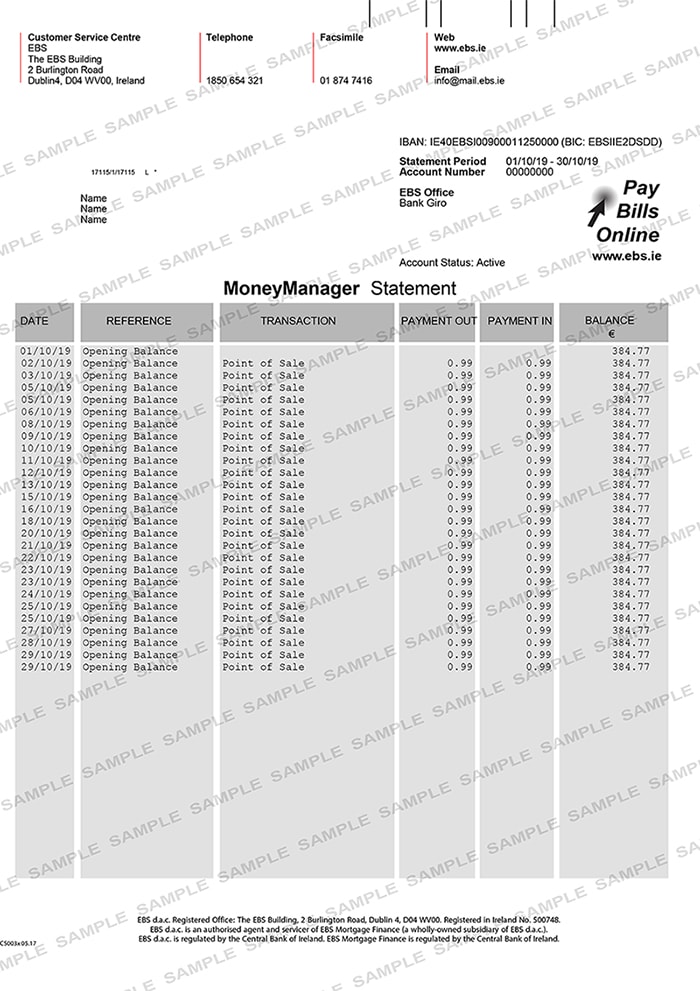 Customer Service Centre
EBS
The EBS Building
2 Burlington Road
Dublin4, D04 WV00, Ireland
Telephone
1850 654 321
Facsimile
01 874 7416
Web
www.ebs.ie
Email
info@mail.ebs.ie
IBAN: IE40EBSI00900011250000 (BIC: EBSIIE2DSDD)
Statement Period 01/10/19 - 30/10/19
Account Number 00000000
EBS Office
Bank Giro
Account Status: Active
17115/1/17115 L *
Name
Name
Name
Pay
Bills
Online
www.ebs.ie
MoneyManager Statement
DATE REFERENCE TRANSACTION PAYMENT OUT PAYMENT IN BALANCE
€
01/10/19 Opening Balance 384.77
02/10/19 Opening Balance Point of Sale 0.99 0.99 384.77
03/10/19 Opening Balance Point of Sale 0.99 0.99 384.77
05/10/19 Opening Balance Point of Sale 0.99 0.99 384.77
05/10/19 Opening Balance Point of Sale 0.99 0.99 384.77
06/10/19 Opening Balance Point of Sale 0.99 0.99 384.77
08/10/19 Opening Balance Point of Sale 0.99 0.99 384.77
09/10/19 Opening Balance Point of Sale 0.99 0.99 384.77
10/10/19 Opening Balance Point of Sale 0.99 0.99 384.77
11/10/19 Opening Balance Point of Sale 0.99 0.99 384.77
12/10/19 Opening Balance Point of Sale 0.99 0.99 384.77
13/10/19 Opening Balance Point of Sale 0.99 0.99 384.77
15/10/19 Opening Balance Point of Sale 0.99 0.99 384.77
16/10/19 Opening Balance Point of Sale 0.99 0.99 384.77
18/10/19 Opening Balance Point of Sale 0.99 0.99 384.77
20/10/19 Opening Balance Point of Sale 0.99 0.99 384.77
21/10/19 Opening Balance Point of Sale 0.99 0.99 384.77
22/10/19 Opening Balance Point of Sale 0.99 0.99 384.77
23/10/19 Opening Balance Point of Sale 0.99 0.99 384.77
23/10/19 Opening Balance Point of Sale 0.99 0.99 384.77
24/10/19 Opening Balance Point of Sale 0.99 0.99 384.77
25/10/19 Opening Balance Point of Sale 0.99 0.99 384.77
25/10/19 Opening Balance Point of Sale 0.99 0.99 384.77
27/10/19 Opening Balance Point of Sale 0.99 0.99 384.77
28/10/19 Opening Balance Point of Sale 0.99 0.99 384.77
29/10/19 Opening Balance Point of Sale 0.99 0.99 384.77
29/10/19 Opening Balance Point of Sale 0.99 0.99 384.77
EBS d.a.c. Registered Office: The EBS Building, 2 Burlington Road, Dublin 4, D04 WV00. Registered in Ireland No. 500748.
EBS d.a.c. is an authorised agent and servicer of EBS Mortgage Finance (a wholly-owned subsidiary of EBS d.a.c.).
EBS d.a.c. is regulated by the Central Bank of Ireland. EBS Mortgage Finance is regulated by the Central Bank of Ireland.
CS003x 05.17
SAMPLE SAMPLE SAMPLE SAMPLE SAMPLE SAMPLE